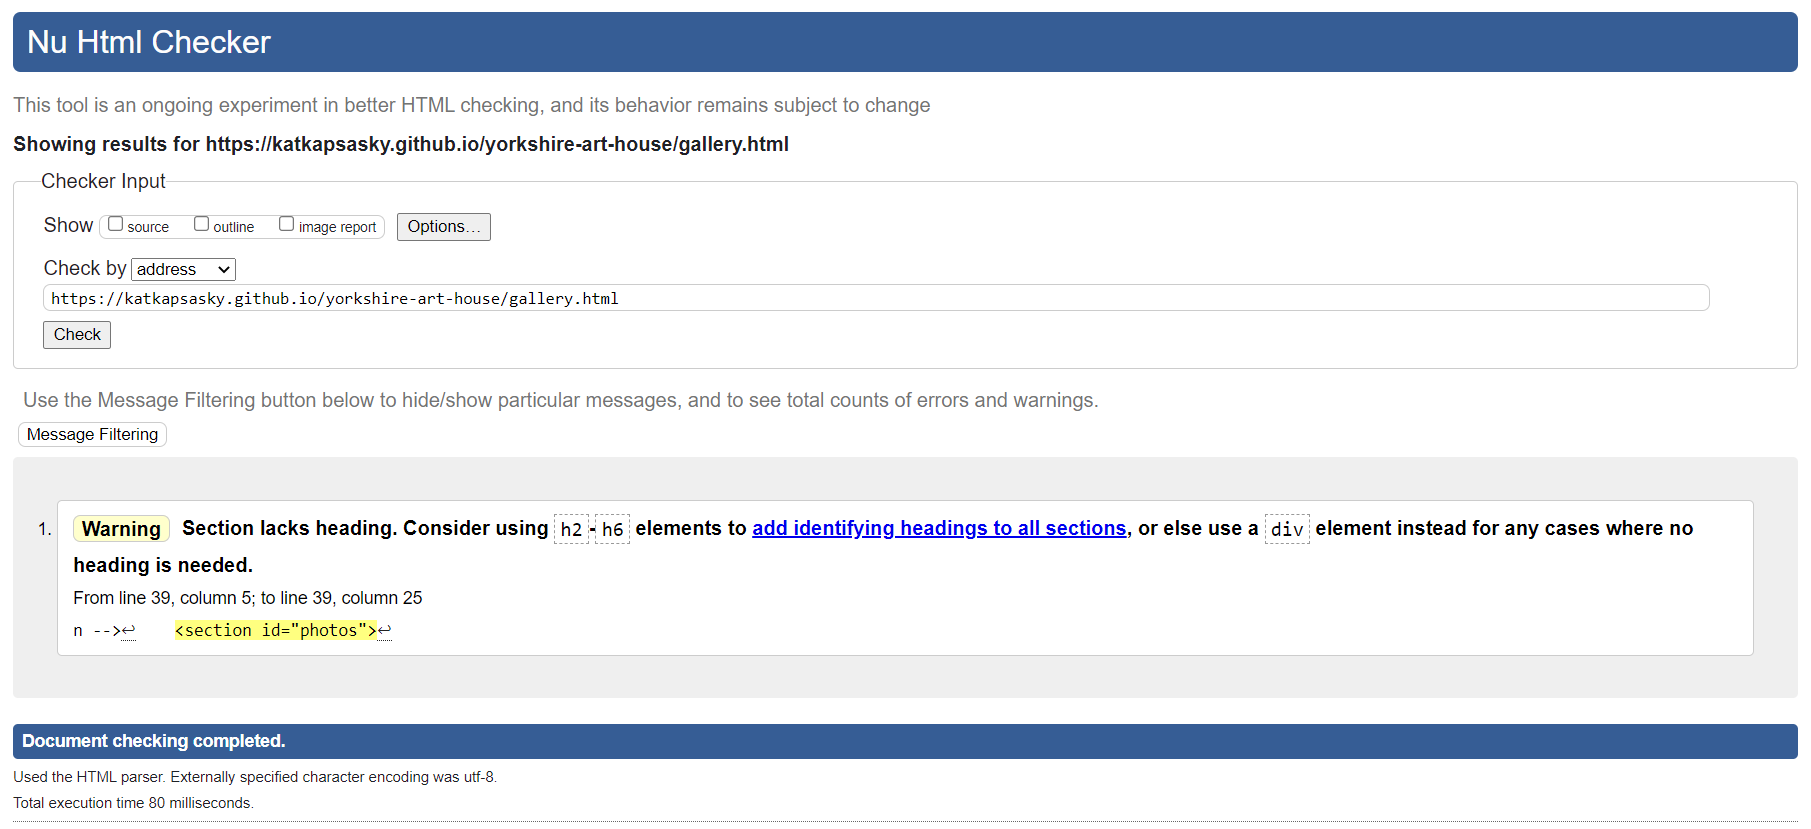 Nu Html Checker
This tool is an ongoing experiment in better HTML checking, and its behavior remains subject to change
Showing results for https://katkapsasky.github.io/yorkshire-art-house/gallery.html
Checker Input
Show source outline image report Options...
Check by address
https://katkapsasky.github.io/yorkshire-art-house/gallery.html
Check
Use the Message Filtering button below to hide/show particular messages, and to see total counts of errors and warnings.
Message Filtering
1. Warning Section lacks heading. Consider using h2-h6 elements to add identifying headings to all sections, or else use a div element instead for any cases where no
heading is needed.
From line 39, column 5; to line 39, column 25
n -->↩ <section id="photos">↩
Document checking completed.
Used the HTML parser. Externally specified character encoding was utf-8.
Total execution time 80 milliseconds.